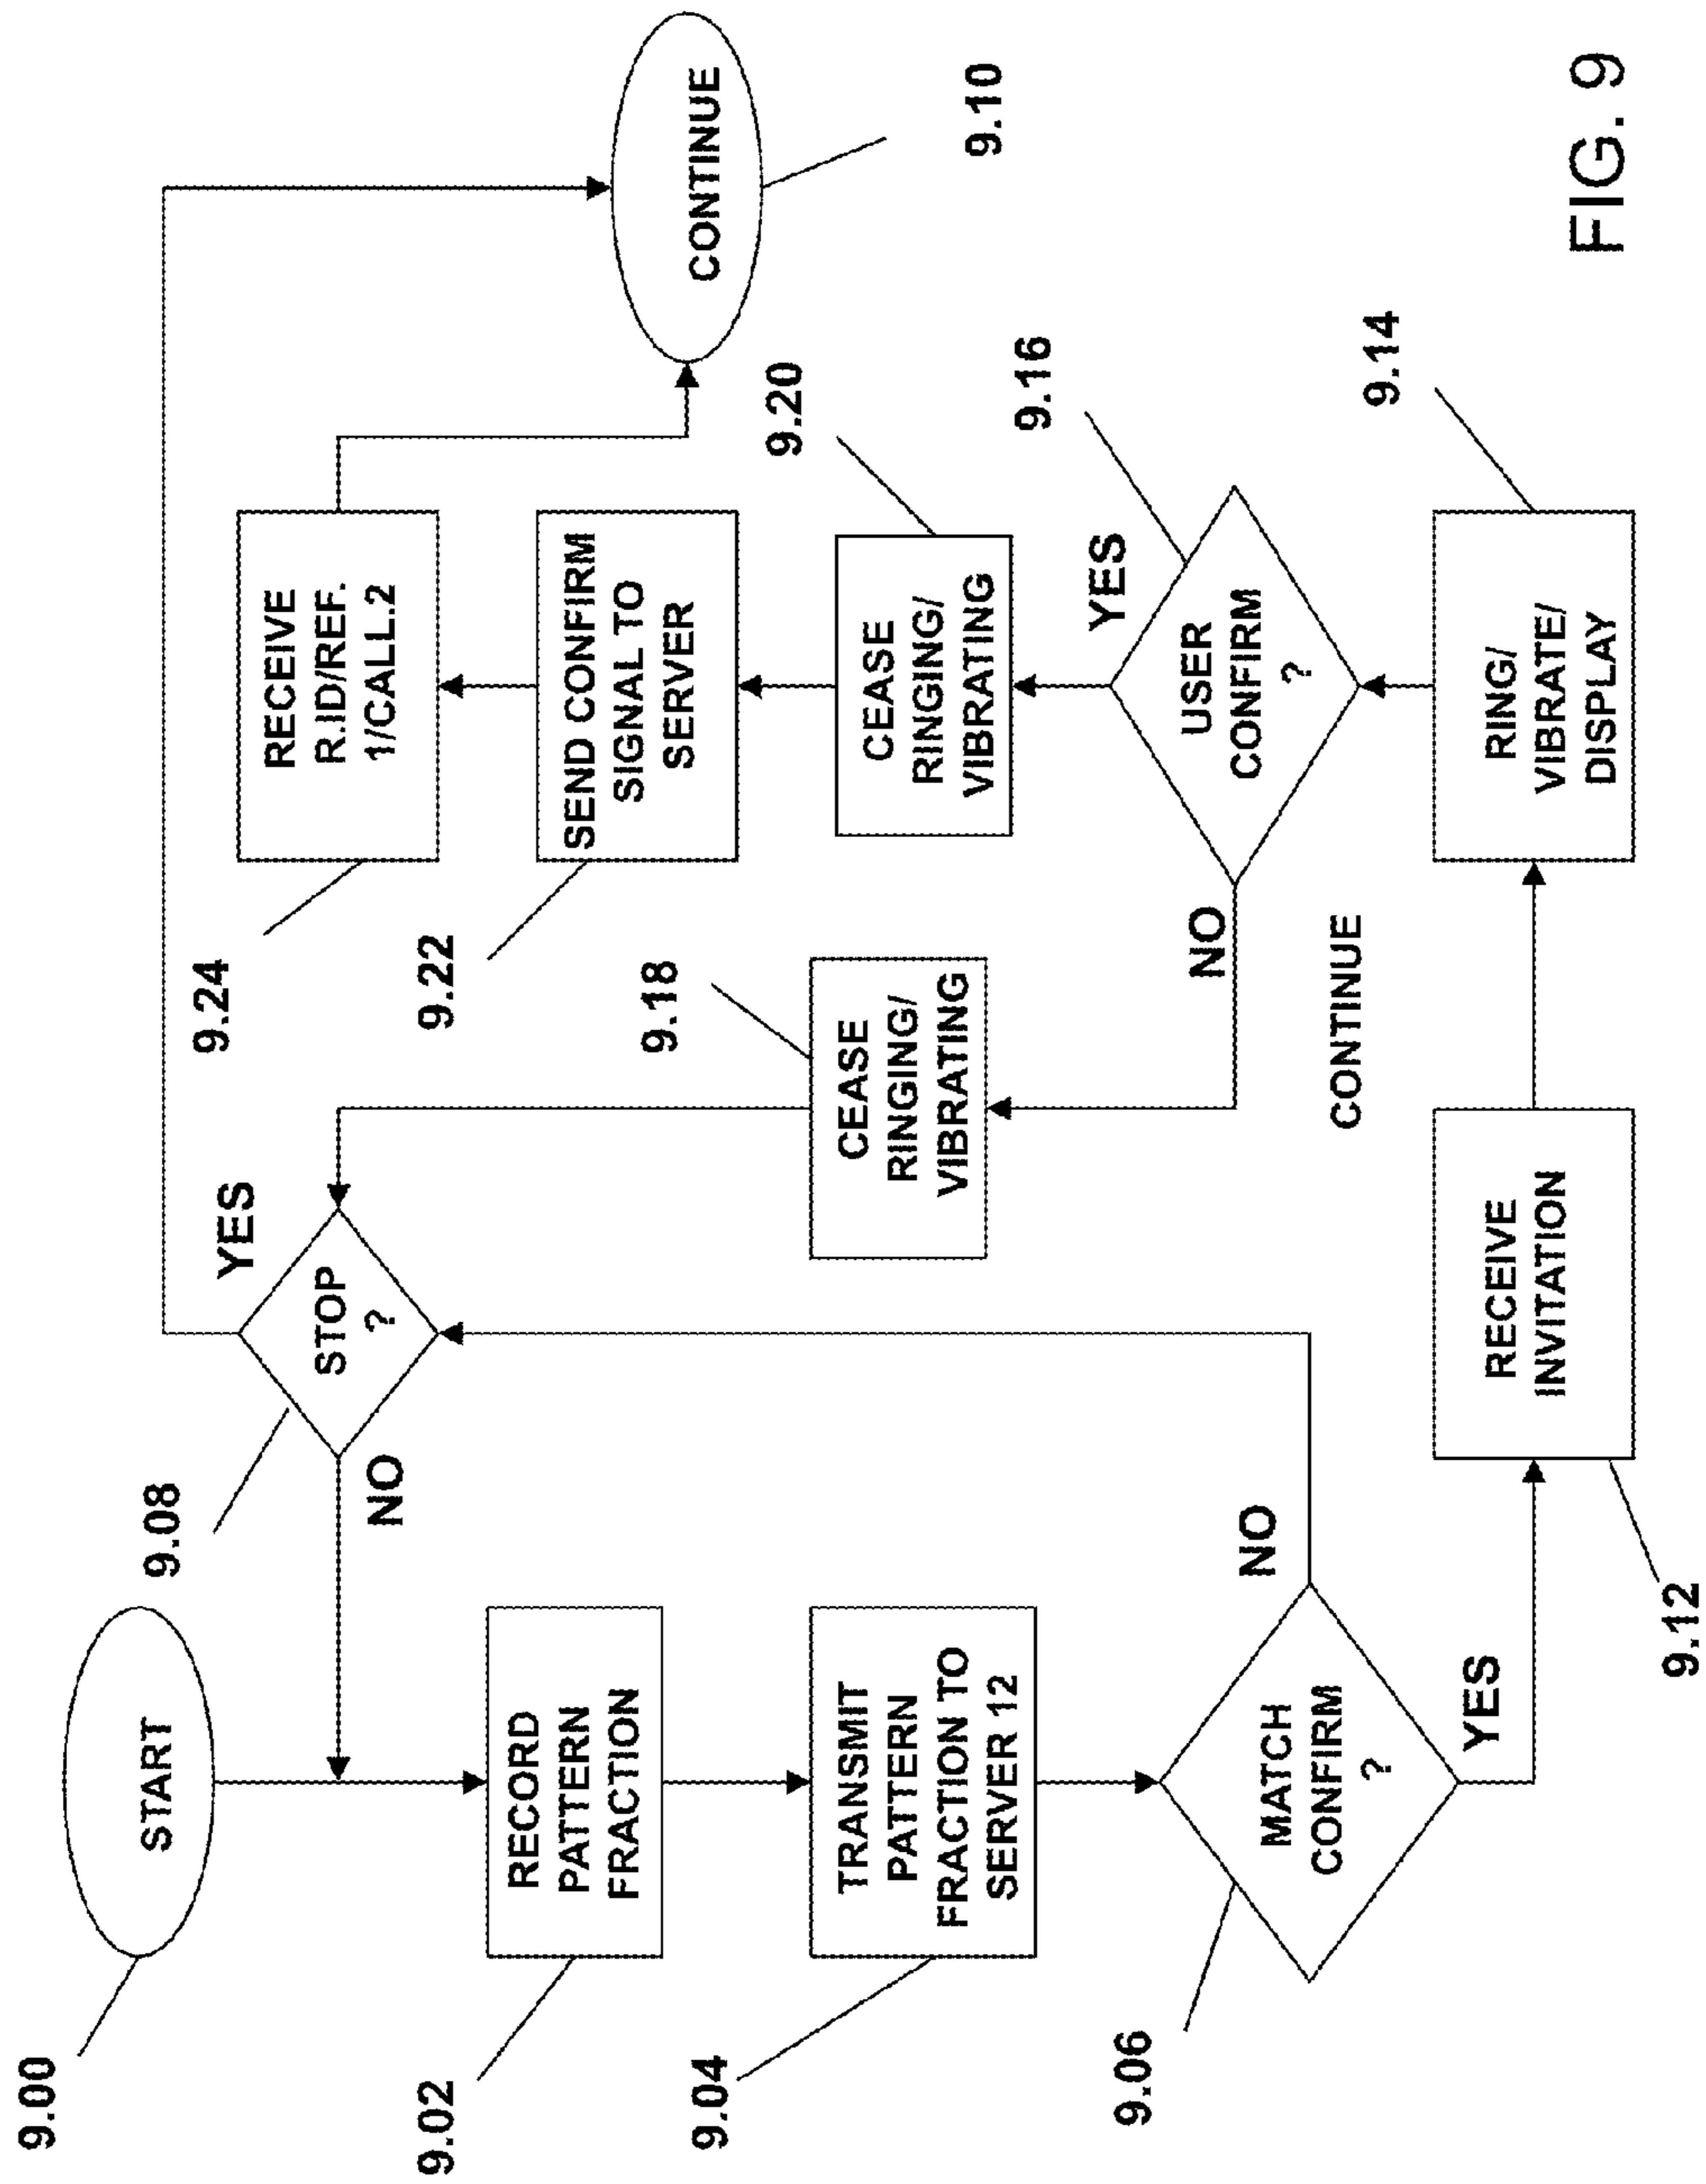 9.00
START
9.02
RECORD
PATTERN
FRACTION
9.04
TRANSMIT
PATTERN
FRACTION TO
SERVER 12
9.06
MATCH
CONFIRM
?
NO
YES
9.08
STOP
?
YES
NO
9.12
RECEIVE
INVITATION
CONTINUE
9.14
RING/
VIBRATE/
DISPLAY
9.16
USER
CONFIRM
?
NO
YES
9.18
CEASE
RINGING/
VIBRATING
9.20
CEASE
RINGING/
VIBRATING
9.22
SEND CONFIRM
SIGNAL TO
SERVER
9.24
RECEIVE
R.ID/REF.
1/CALL.2
CONTINUE
9.10
FIG. 9